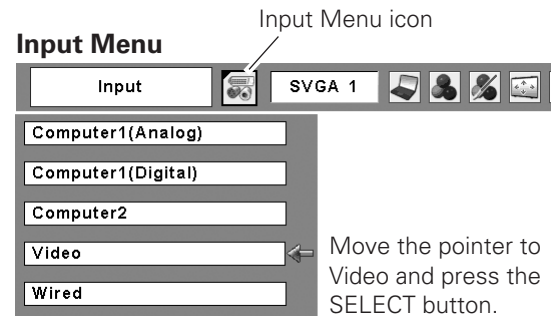 Input Menu icon
Input Menu
Input SVGA 1
Computer1(Analog)
Computer1(Digital)
Computer2
Video
Wired
Move the pointer to
Video and press the
SELECT button.